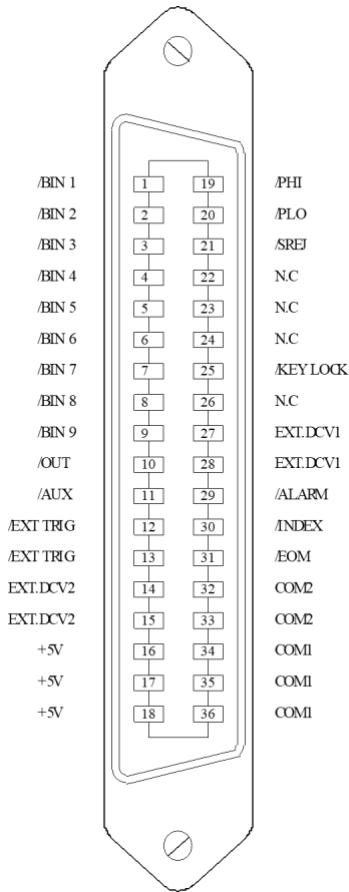 /BIN 1 1 19 /PHI
/BIN 2 2 20 /PLO
/BIN 3 3 21 /SREJ
/BIN 4 4 22 N.C
/BIN 5 5 23 N.C
/BIN 6 6 24 N.C
/BIN 7 7 25 /KEY LOCK
/BIN 8 8 26 N.C
/BIN 9 9 27 EXT.DCV1
/OUT 10 28 EXT.DCV1
/AUX 11 29 /ALARM
/EXT TRIG 12 30 /INDEX
/EXT TRIG 13 31 /EOM
EXT.DCV2 14 32 COM2
EXT.DCV2 15 33 COM2
+5V 16 34 COM1
+5V 17 35 COM1
+5V 18 36 COM1